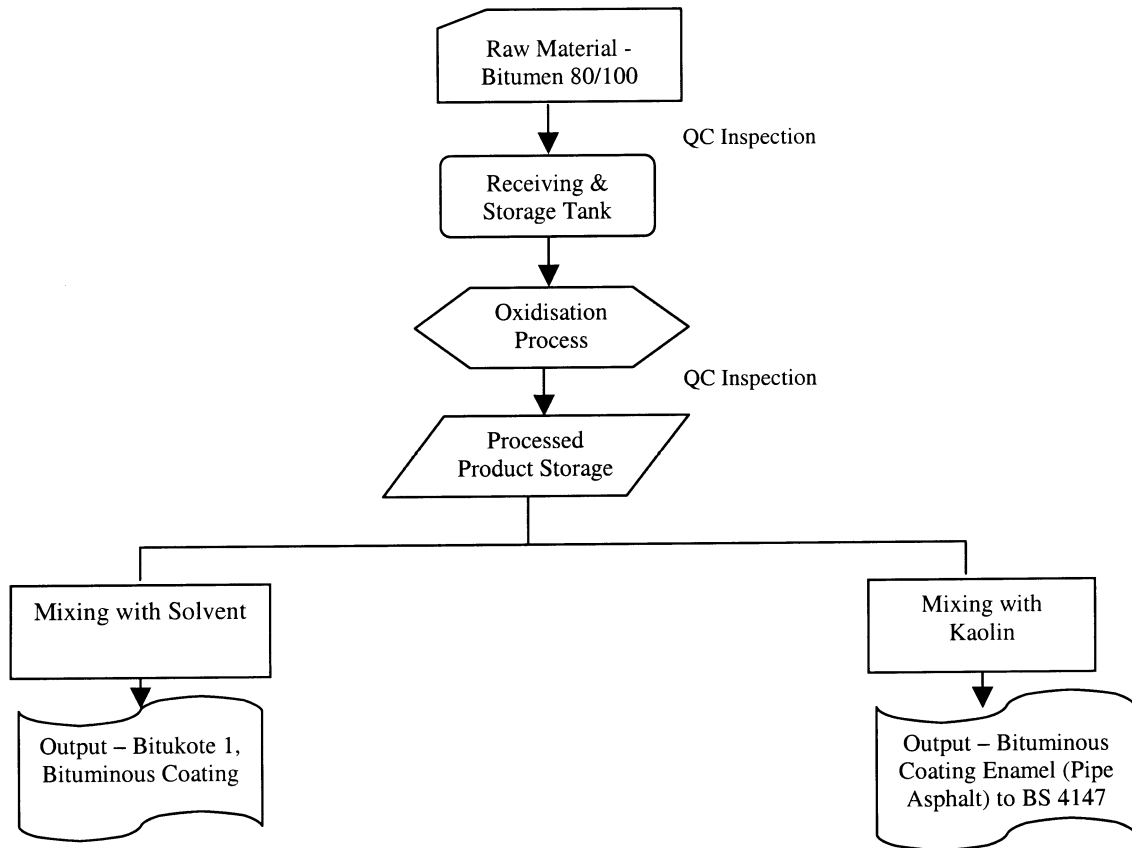 Raw Material -
Bitumen 80/100
QC Inspection
Receiving &
Storage Tank
Oxidisation
Process
QC Inspection
Processed
Product Storage
Mixing with Solvent
Mixing with
Kaolin
Output – Bitukote 1,
Bituminous Coating
Output – Bituminous
Coating Enamel (Pipe
Asphalt) to BS 4147